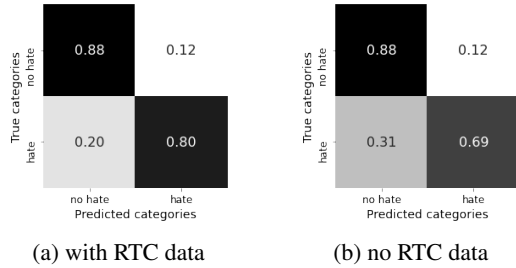 True categories
no hate
hate
0.88
0.12
0.20
0.80
no hate
hate
Predicted categories
(a) with RTC data
True categories
no hate
hate
0.88
0.12
0.31
0.69
no hate
hate
Predicted categories
(b) no RTC data